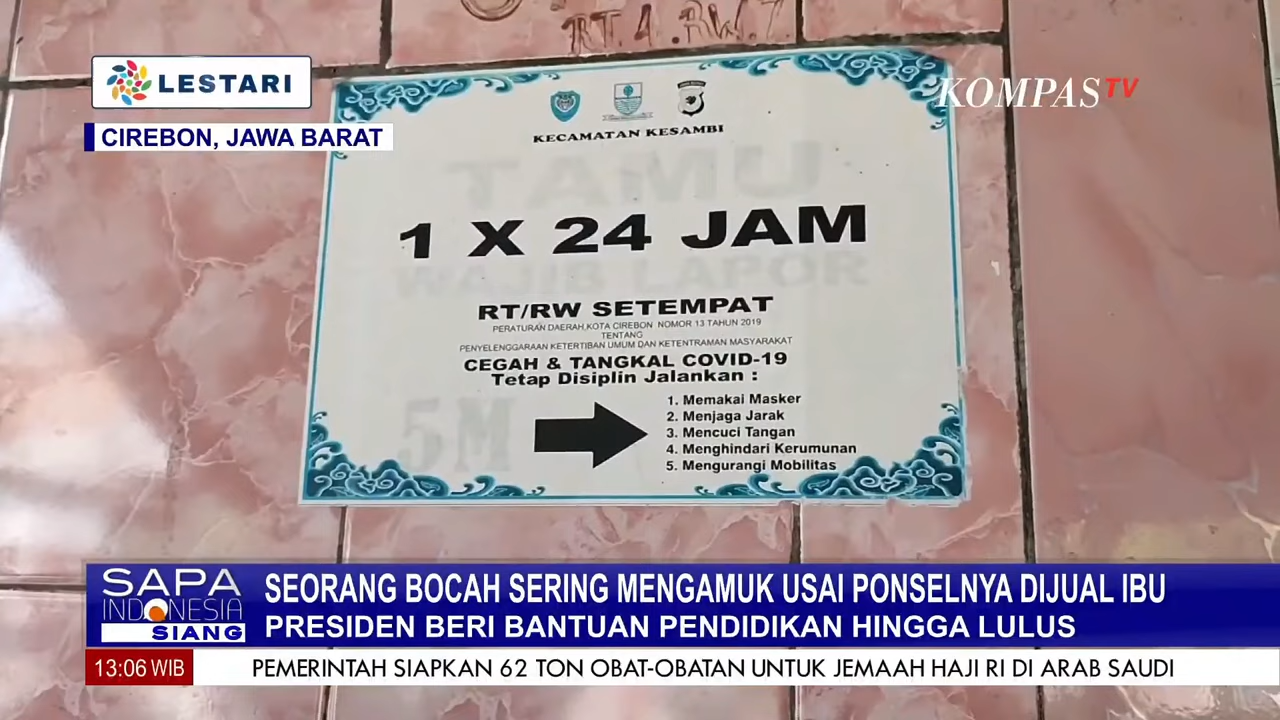 RT. 4. RW. 7
LESTARI
KOMPAS TV
CIREBON, JAWA BARAT
KECAMATAN KESAMBI
TAMU
1 X 24 JAM
WAJIB LAPOR
RT/RW SETEMPAT
PERATURAN DAERAH,KOTA CIREBON NOMOR 13 TAHUN 2019
TENTANG
PENYELENGGARAAN KETERTIBAN UMUM DAN KETENTRAMAN MASYARAKAT
CEGAH & TANGKAL COVID-19
Tetap Disiplin Jalankan :
5M
1. Memakai Masker
2. Menjaga Jarak
3. Mencuci Tangan
4. Menghindari Kerumunan
5. Mengurangi Mobilitas
SAPA INDONESIA SIANG
SEORANG BOCAH SERING MENGAMUK USAI PONSELNYA DIJUAL IBU
PRESIDEN BERI BANTUAN PENDIDIKAN HINGGA LULUS
13:06 WIB
PEMERINTAH SIAPKAN 62 TON OBAT-OBATAN UNTUK JEMAAH HAJI RI DI ARAB SAUDI